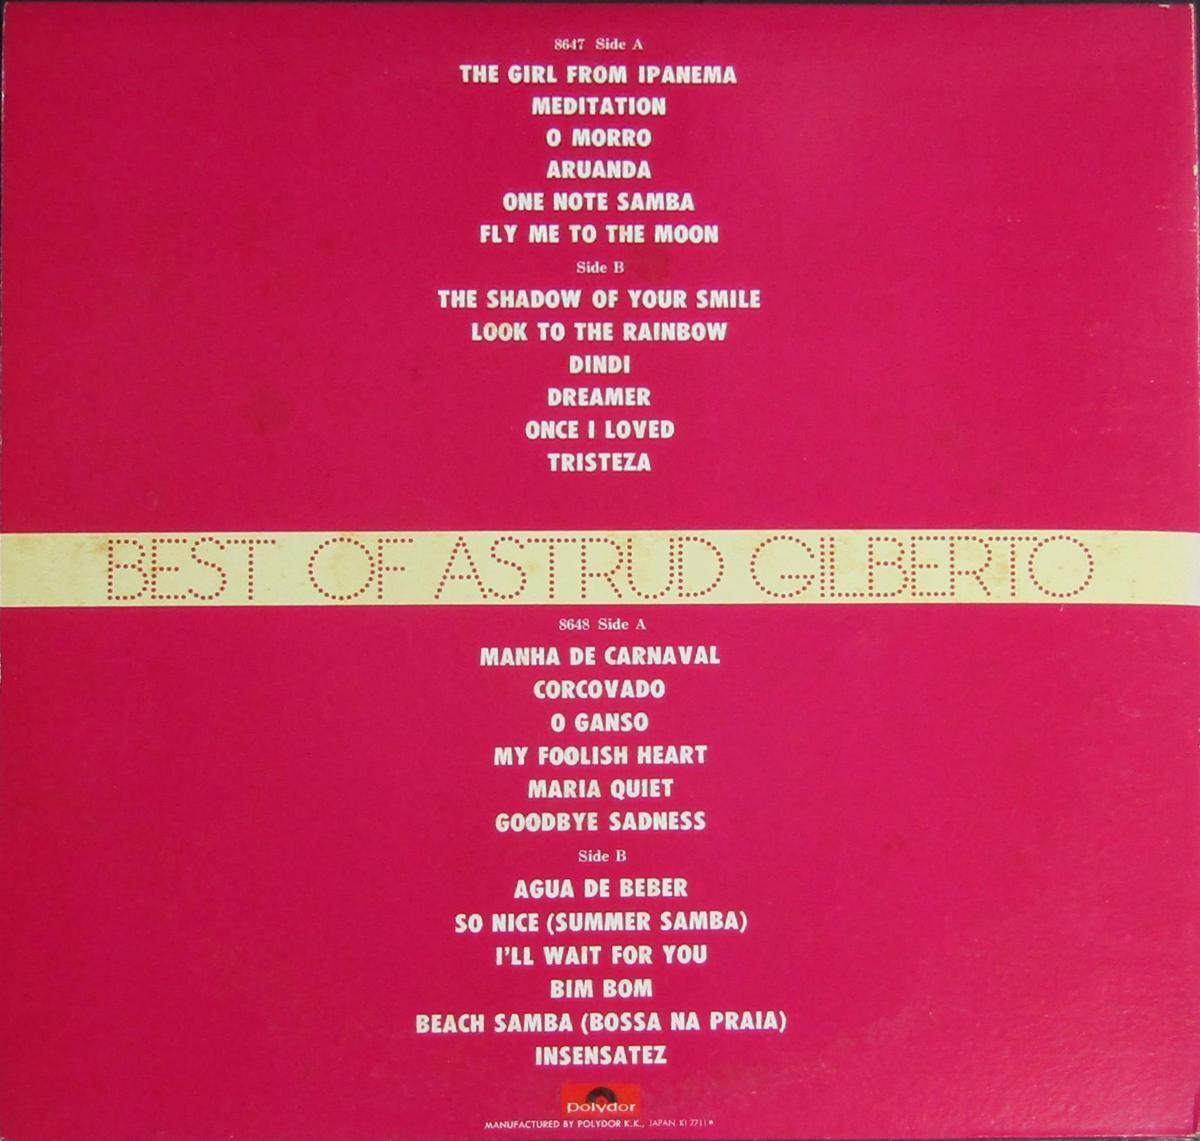 8647 Side A
THE GIRL FROM IPANEMA
MEDITATION
O MORRO
ARUANDA
ONE NOTE SAMBA
FLY ME TO THE MOON
Side B
THE SHADOW OF YOUR SMILE
LOOK TO THE RAINBOW
DINDI
DREAMER
ONCE I LOVED
TRISTEZA
BEST OF ASTRUD GILBERTO
8648 Side A
MANHA DE CARNAVAL
CORCOVADO
O GANSO
MY FOOLISH HEART
MARIA QUIET
GOODBYE SADNESS
Side B
AGUA DE BEBER
SO NICE (SUMMER SAMBA)
I'LL WAIT FOR YOU
BIM BOM
BEACH SAMBA (BOSSA NA PRAIA)
INSENSATEZ
polydor
MANUFACTURED BY POLYDOR K.K., JAPAN KI 7711*